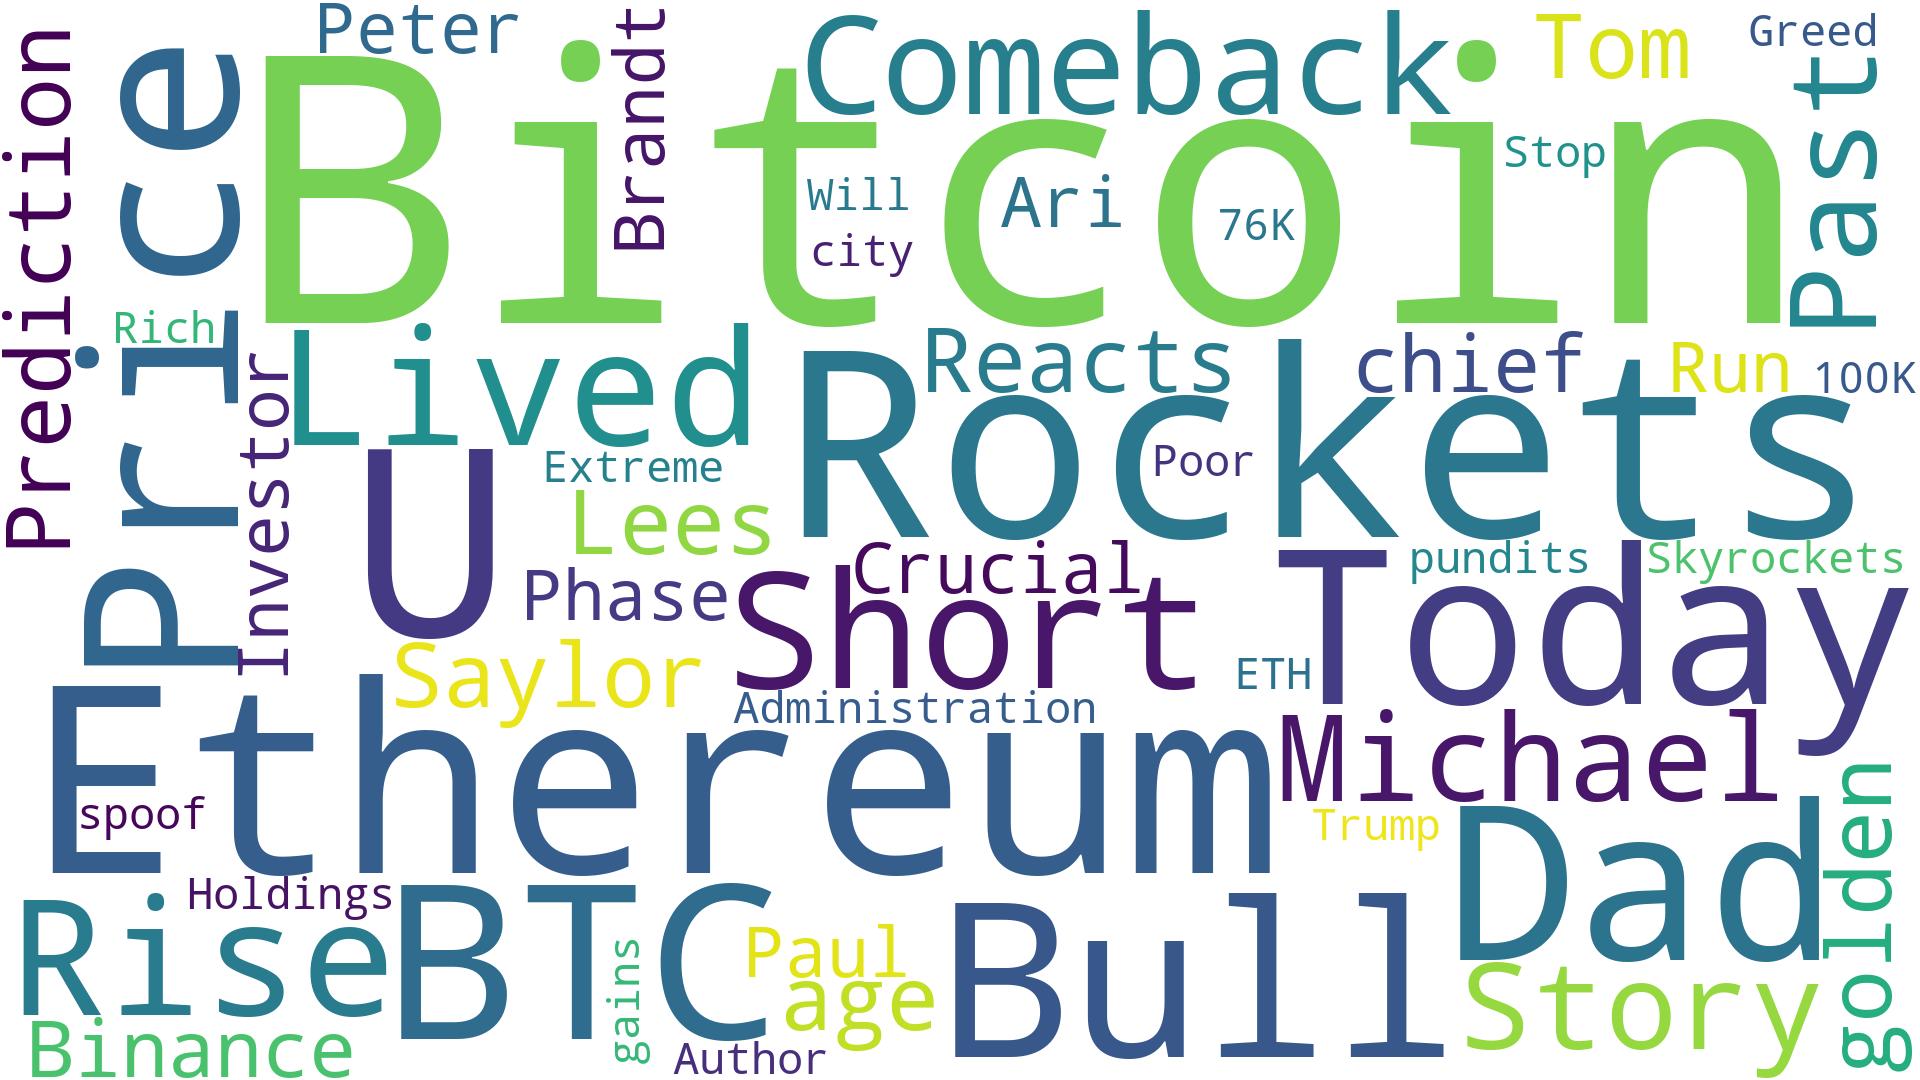 Prediction
Price
Peter
Bitcoin
Brandt
Comeback
Tom
Greed
Past
Stop
Will
Ari
76K
city
Rich
Investor
Lived
Reacts
Rockets
chief
Run
100K
U
Extreme
Poor
Lees
Crucial
Short
pundits
Skyrockets
Today
Phase
Saylor
ETH
Administration
Ethereum
Michael
spoof
Trump
Dad
golden
Holdings
Rise
BTC
gains
Paul
age
Bull
Story
Binance
Author